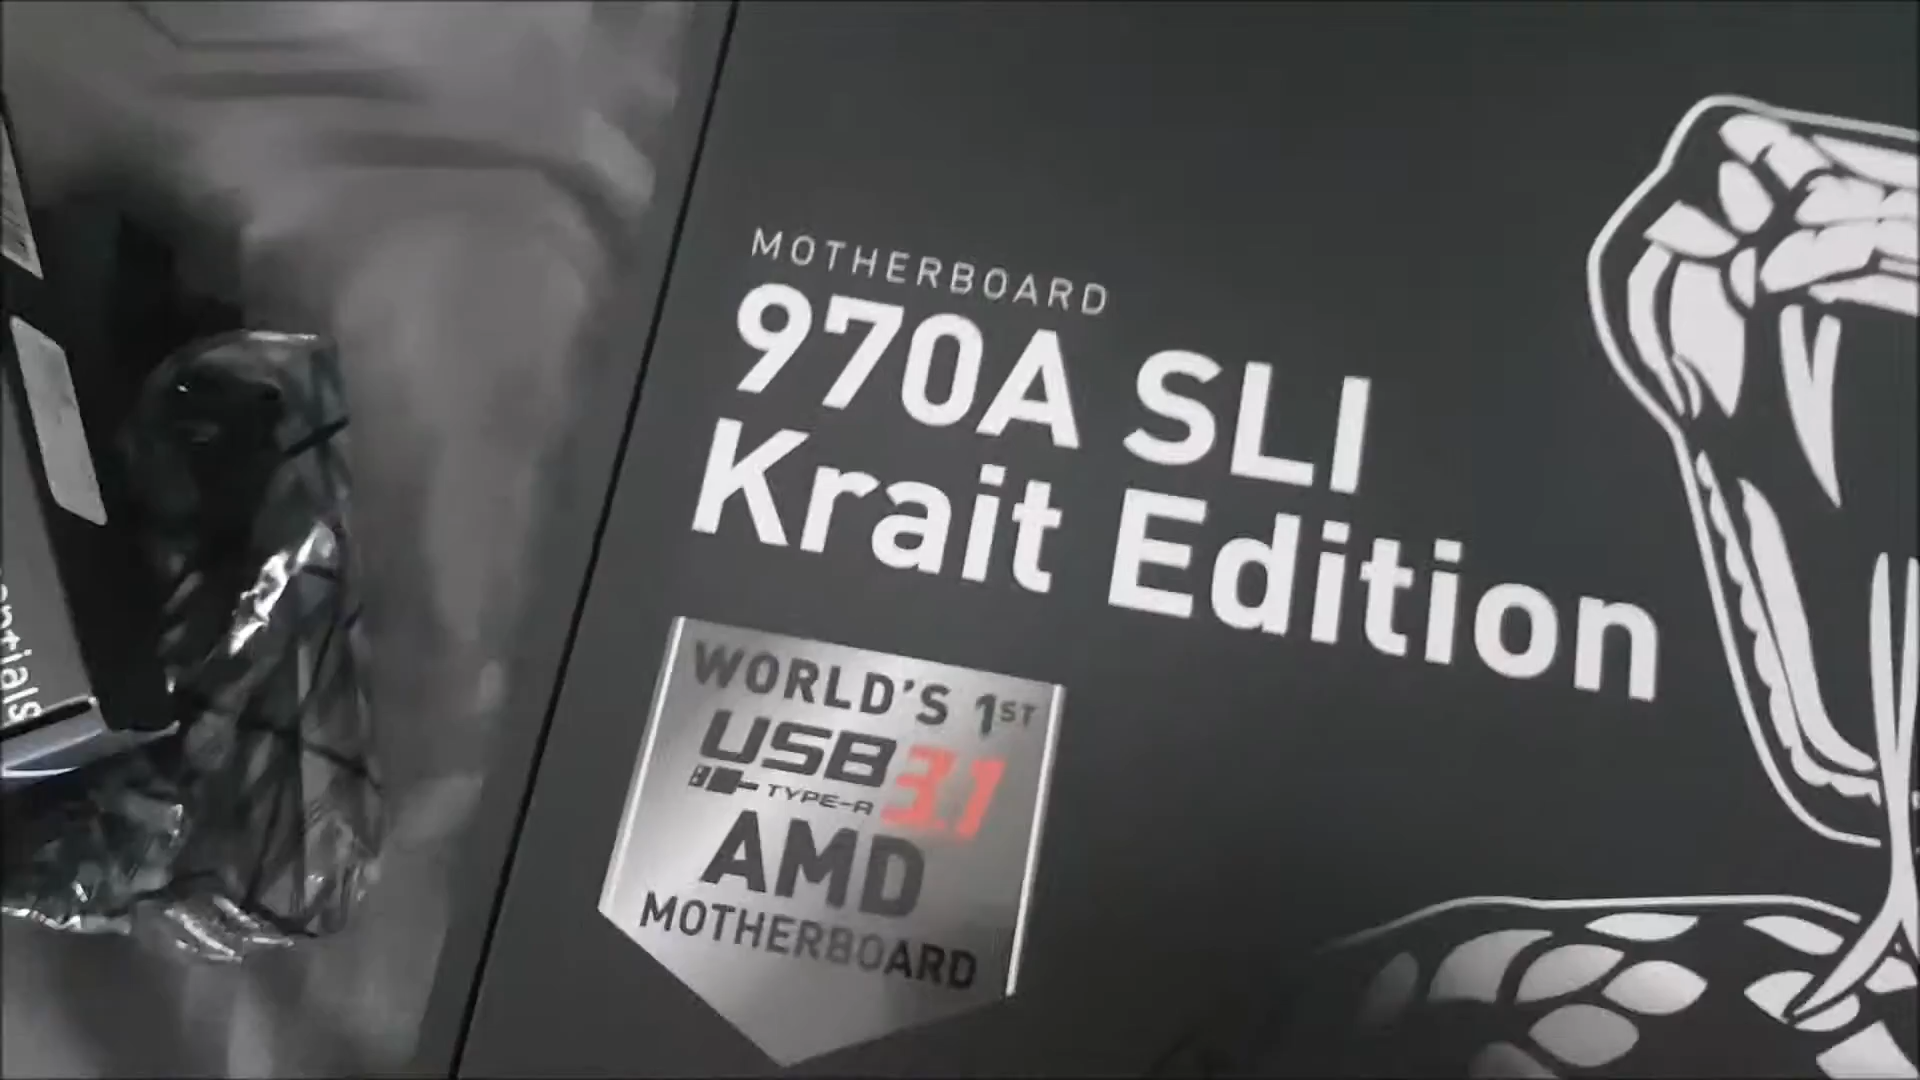 MOTHERBOARD
970A SLI
Krait Edition
WORLD'S 1ST
USB 3.1
TYPE-A
AMD
MOTHERBOARD